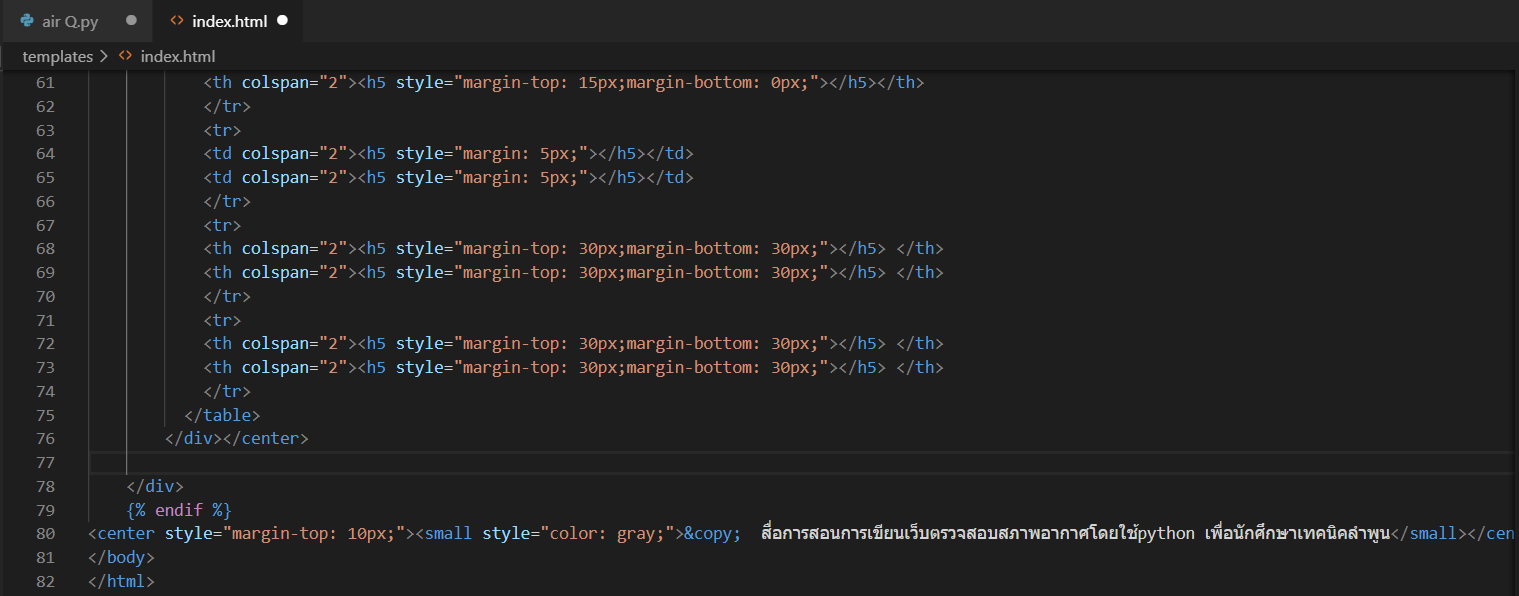 air Q.py index.html
templates > index.html
61 <th colspan="2"><h5 style="margin-top: 15px;margin-bottom: 0px;"></h5></th>
62 </tr>
63 <tr>
64 <td colspan="2"><h5 style="margin: 5px;"></h5></td>
65 <td colspan="2"><h5 style="margin: 5px;"></h5></td>
66 </tr>
67 <tr>
68 <th colspan="2"><h5 style="margin-top: 30px;margin-bottom: 30px;"></h5> </th>
69 <th colspan="2"><h5 style="margin-top: 30px;margin-bottom: 30px;"></h5> </th>
70 </tr>
71 <tr>
72 <th colspan="2"><h5 style="margin-top: 30px;margin-bottom: 30px;"></h5> </th>
73 <th colspan="2"><h5 style="margin-top: 30px;margin-bottom: 30px;"></h5> </th>
74 </tr>
75 </table>
76 </div></center>
77
78 </div>
79 {% endif %}
80 <center style="margin-top: 10px;"><small style="color: gray;">&copy; สื่อการสอนการเขียนเว็บตรวจสอบสภาพอากาศโดยใช้python เพื่อนักศึกษาเทคนิคลำพูน</small></cen
81 </body>
82 </html>